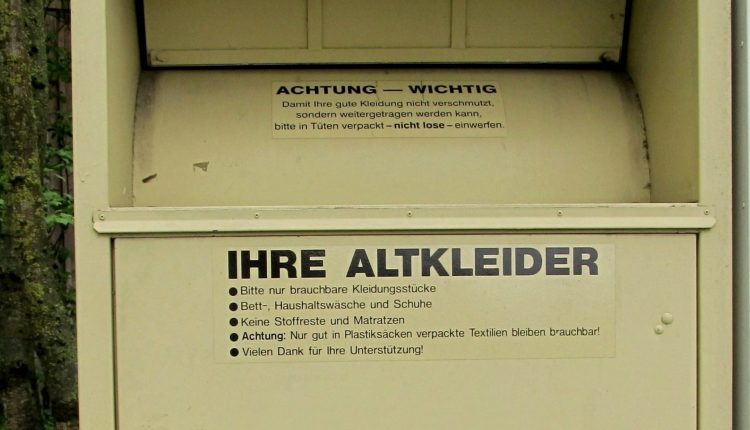 ACHTUNG — WICHTIG
Damit Ihre gute Kleidung nicht verschmutzt,
sondern weitergetragen werden kann,
bitte in Tüten verpackt – nicht lose – einwerfen.
IHRE ALTKLEIDER
● Bitte nur brauchbare Kleidungsstücke
● Bett-, Haushaltswäsche und Schuhe
● Keine Stoffreste und Matratzen
● Achtung: Nur gut in Plastiksäcken verpackte Textilien bleiben brauchbar!
● Vielen Dank für Ihre Unterstützung!